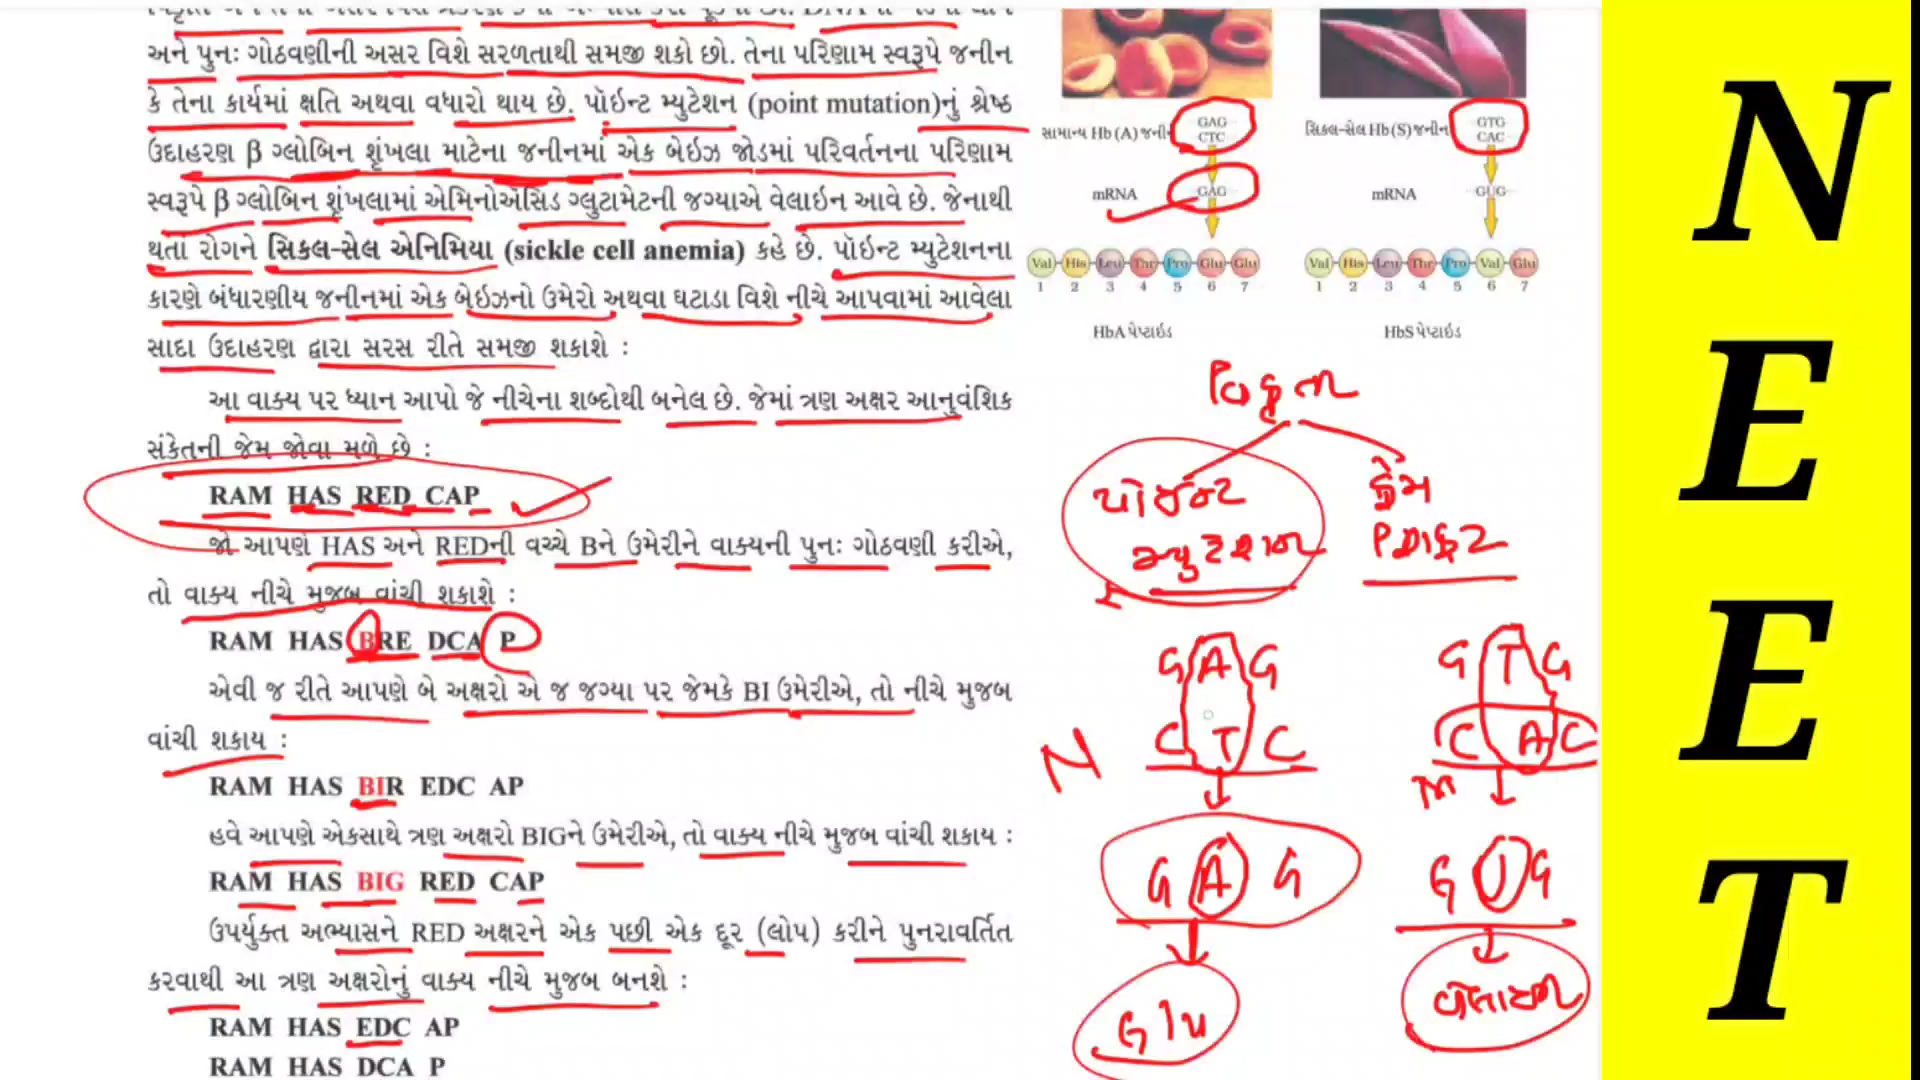 અને પુનઃ ગોઠવણીની અસર વિશે સરળતાથી સમજી શકો છો. તેના પરિણામ સ્વરૂપે જનીન
કે તેના કાર્યમાં ક્ષતિ અથવા વધારો થાય છે. પૉઇન્ટ મ્યુટેશન (point mutation)નું શ્રેષ્ઠ
ઉદાહરણ β ગ્લોબિન શૃંખલા માટેના જનીનમાં એક બેઇઝ જોડમાં પરિવર્તનના પરિણામ
સ્વરૂપે β ગ્લોબિન શૃંખલામાં એમિનોએસિડ ગ્લુટામેટની જગ્યાએ વેલાઇન આવે છે. જેનાથી
થતાં રોગને સિકલ-સેલ એનિમિયા (sickle cell anemia) કહે છે. પૉઇન્ટ મ્યુટેશનના
કારણે બંધારણીય જનીનમાં એક બેઇઝનો ઉમેરો અથવા ઘટાડા વિશે નીચે આપવામાં આવેલા
સાદા ઉદાહરણ દ્વારા સરસ રીતે સમજી શકાશે :
આ વાક્ય પર ધ્યાન આપો જે નીચેના શબ્દોથી બનેલ છે. જેમાં ત્રણ અક્ષર આનુવંશિક
સંકેતની જેમ જોવા મળે છે :
RAM HAS RED CAP
જો આપણે HAS અને REDની વચ્ચે Bને ઉમેરીને વાક્યની પુનઃ ગોઠવણી કરીએ,
તો વાક્ય નીચે મુજબ વાંચી શકાશે :
RAM HAS BRE DCA P
એવી જ રીતે આપણે બે અક્ષરો એ જ જગ્યા પર જેમકે BI ઉમેરીએ, તો નીચે મુજબ
વાંચી શકાય :
RAM HAS BIR EDC AP
હવે આપણે એકસાથે ત્રણ અક્ષરો BIGને ઉમેરીએ, તો વાક્ય નીચે મુજબ વાંચી શકાય :
RAM HAS BIG RED CAP
ઉપર્યુક્ત અભ્યાસને RED અક્ષરને એક પછી એક દૂર (લોપ) કરીને પુનરાવર્તિત
કરવાથી આ ત્રણ અક્ષરોનું વાક્ય નીચે મુજબ બનશે :
RAM HAS EDC AP
RAM HAS DCA P
સામાન્ય Hb (A) જનીન
GAG
CTC
mRNA
GAG
Val His Leu Thr Pro Glu Glu
1 2 3 4 5 6 7
HbA પેપ્ટાઇડ
સિકલ-સેલ Hb (S) જનીન
GTG
CAC
mRNA
GUG
Val His Leu Thr Pro Val Glu
1 2 3 4 5 6 7
HbS પેપ્ટાઇડ
પોઈન્ટ
મ્યુટેશન
ફ્રેમ
G A G
C T C
N
G A G
Glu
G T G
C A C
m
G U G
વેલાઈન
N
E
E
T